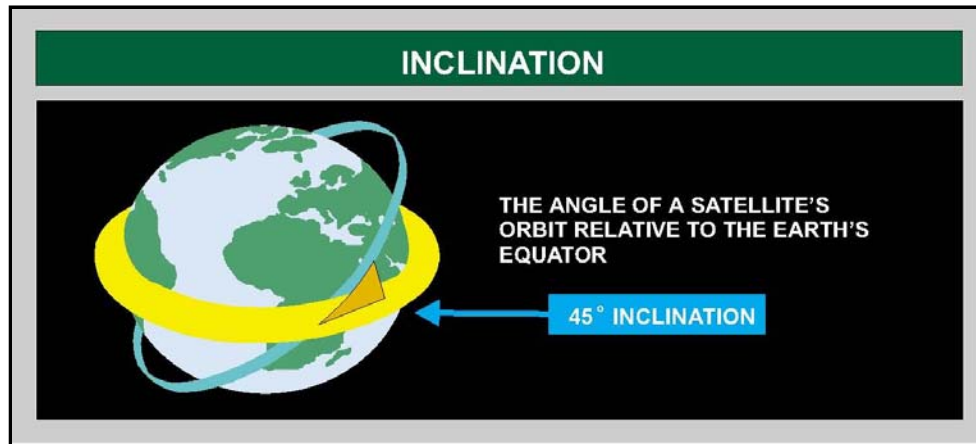 INCLINATION
THE ANGLE OF A SATELLITE'S
ORBIT RELATIVE TO THE EARTH'S
EQUATOR
45° INCLINATION